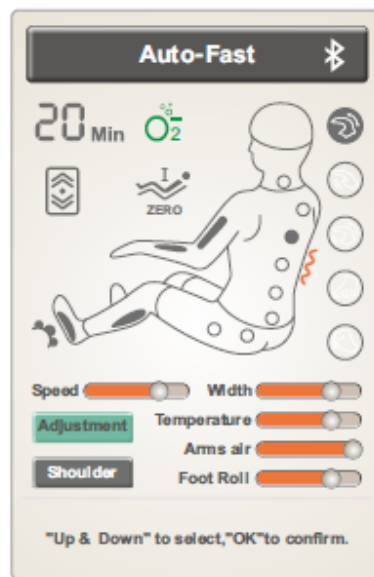 Auto-Fast
20 Min O2
I
ZERO
Speed Width
Adjustment Temperature
Arms air
Shoulder Foot Roll
"Up & Down" to select,"OK"to confirm.